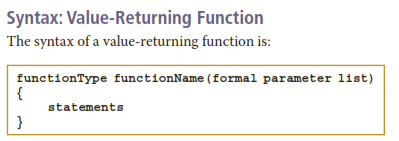 Syntax: Value-Returning Function
The syntax of a value-returning function is:
functionType functionName(formal parameter list)
{
statements
}